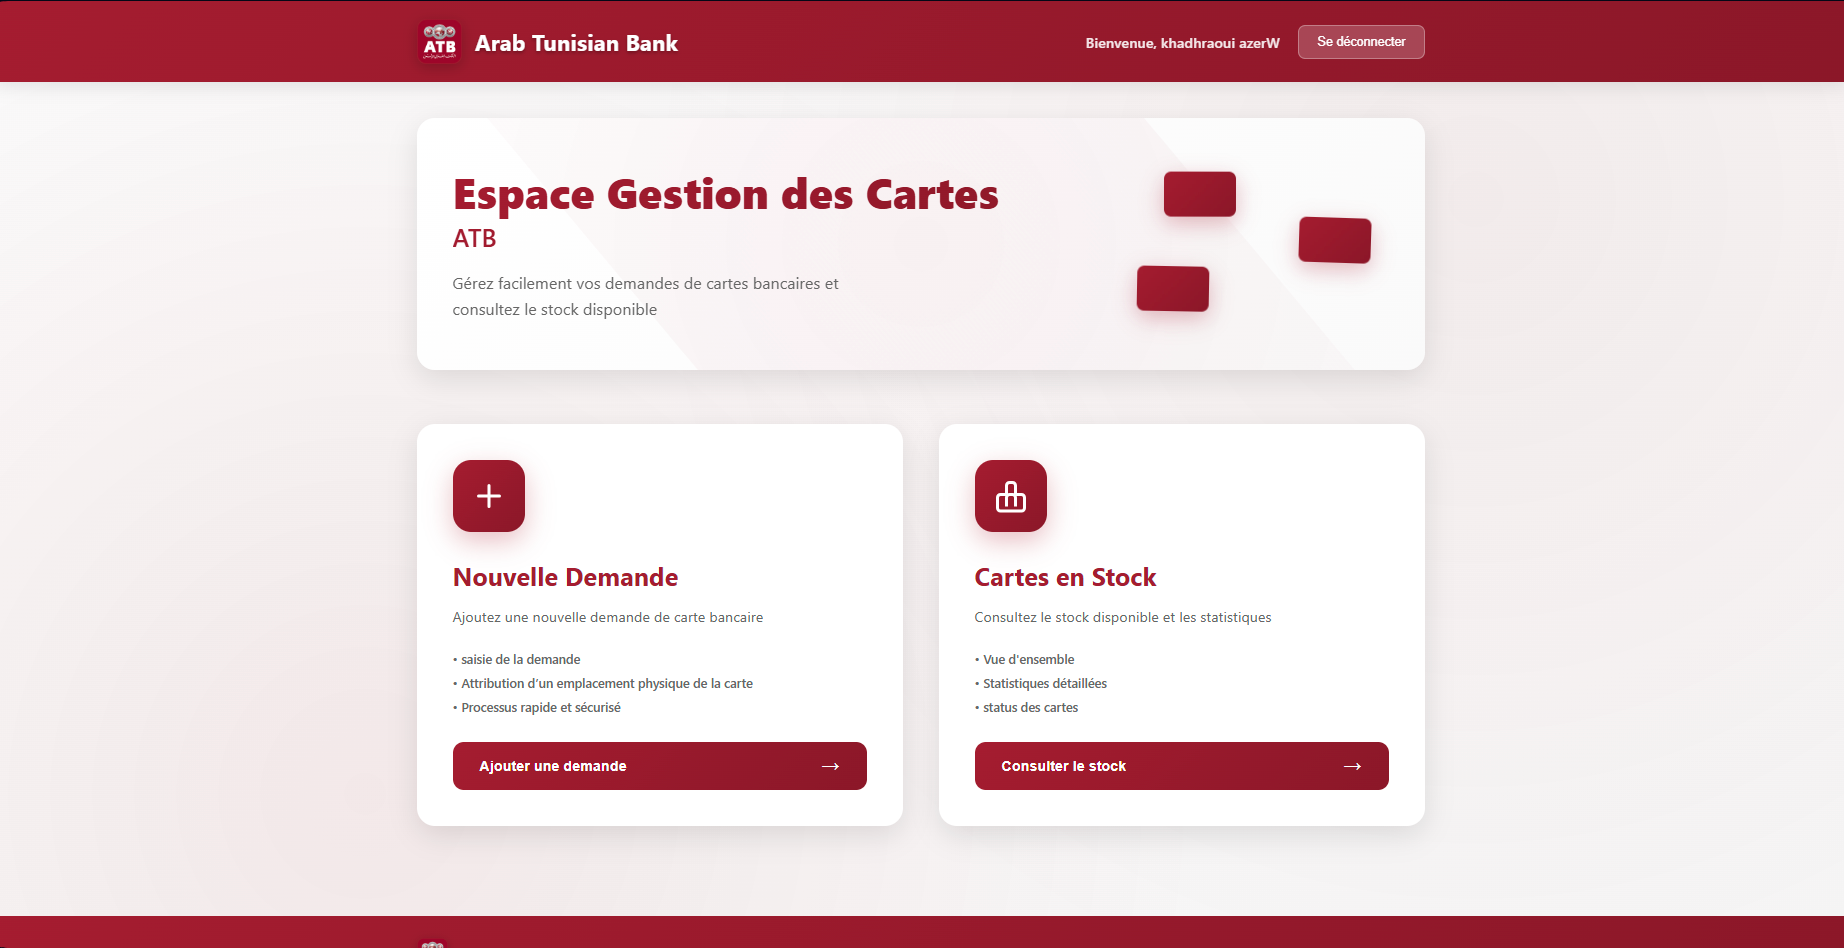 ATB
Arab Tunisian Bank
Bienvenue, khadhraoui azerW
Se déconnecter
Espace Gestion des Cartes
ATB
Gérez facilement vos demandes de cartes bancaires et
consultez le stock disponible
Nouvelle Demande
Ajoutez une nouvelle demande de carte bancaire
• saisie de la demande
• Attribution d’un emplacement physique de la carte
• Processus rapide et sécurisé
Ajouter une demande →
Cartes en Stock
Consultez le stock disponible et les statistiques
• Vue d'ensemble
• Statistiques détaillées
• status des cartes
Consulter le stock →